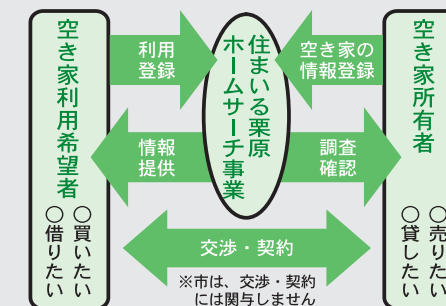 空き家利用希望者
○買いたい
○借りたい
利用
登録
住まいる栗原
ホームサーチ事業
空き家の
情報登録
空き家所有者
○売りたい
○貸したい
情報
提供
調査
確認
交渉・契約
※市は、交渉・契約
には関与しません